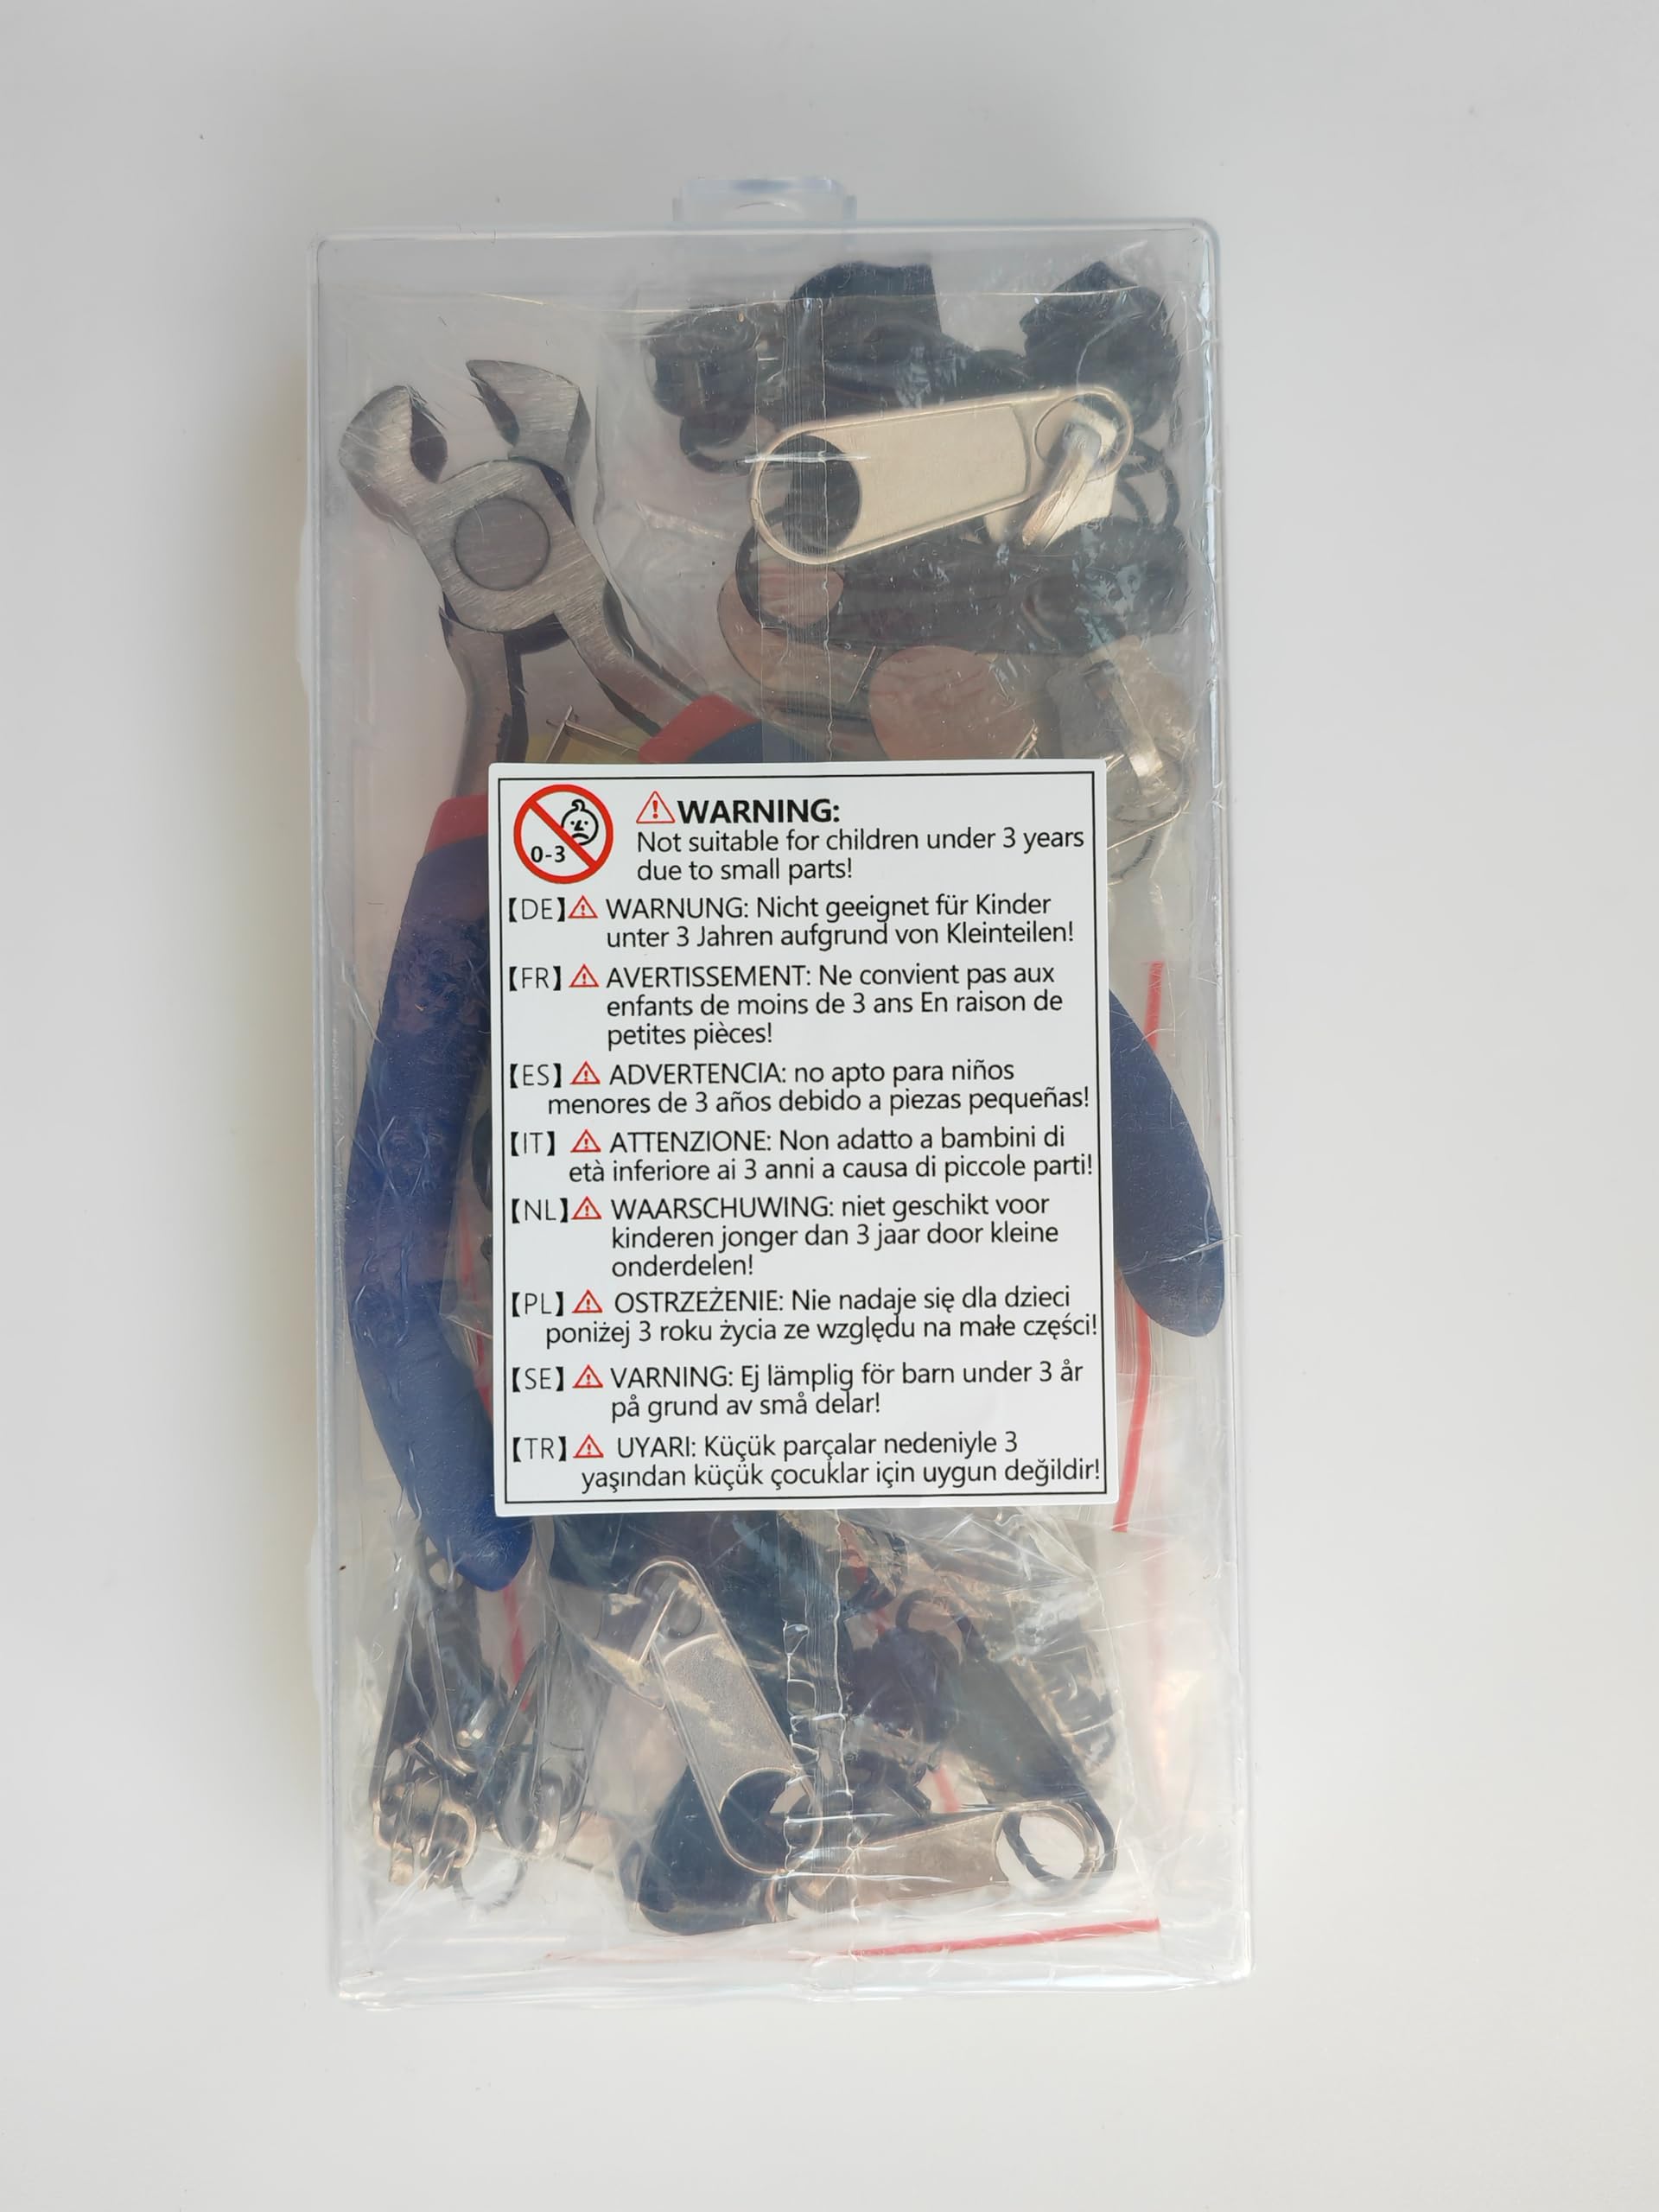 0-3
⚠WARNING:
Not suitable for children under 3 years
due to small parts!
【DE】⚠ WARNUNG: Nicht geeignet für Kinder
unter 3 Jahren aufgrund von Kleinteilen!
【FR】⚠ AVERTISSEMENT: Ne convient pas aux
enfants de moins de 3 ans En raison de
petites pièces!
【ES】⚠ ADVERTENCIA: no apto para niños
menores de 3 años debido a piezas pequeñas!
【IT】⚠ ATTENZIONE: Non adatto a bambini di
età inferiore ai 3 anni a causa di piccole parti!
【NL】⚠ WAARSCHUWING: niet geschikt voor
kinderen jonger dan 3 jaar door kleine
onderdelen!
【PL】⚠ OSTRZEŻENIE: Nie nadaje się dla dzieci
poniżej 3 roku życia ze względu na małe części!
【SE】⚠ VARNING: Ej lämplig för barn under 3 år
på grund av små delar!
【TR】⚠ UYARI: Küçük parçalar nedeniyle 3
yaşından küçük çocuklar için uygun değildir!